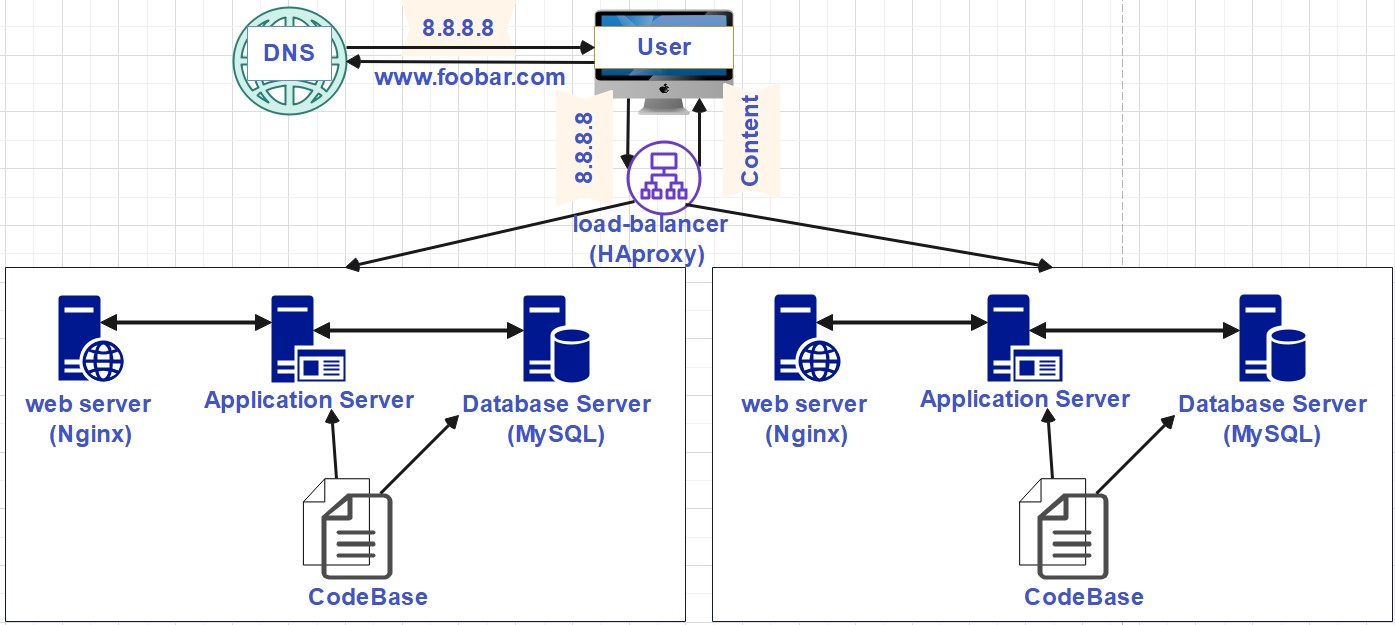 8.8.8.8
DNS
User
www.foobar.com
8.8.8.8
Content
load-balancer
(HAproxy)
web server
(Nginx)
Application Server
Database Server
(MySQL)
CodeBase
web server
(Nginx)
Application Server
Database Server
(MySQL)
CodeBase